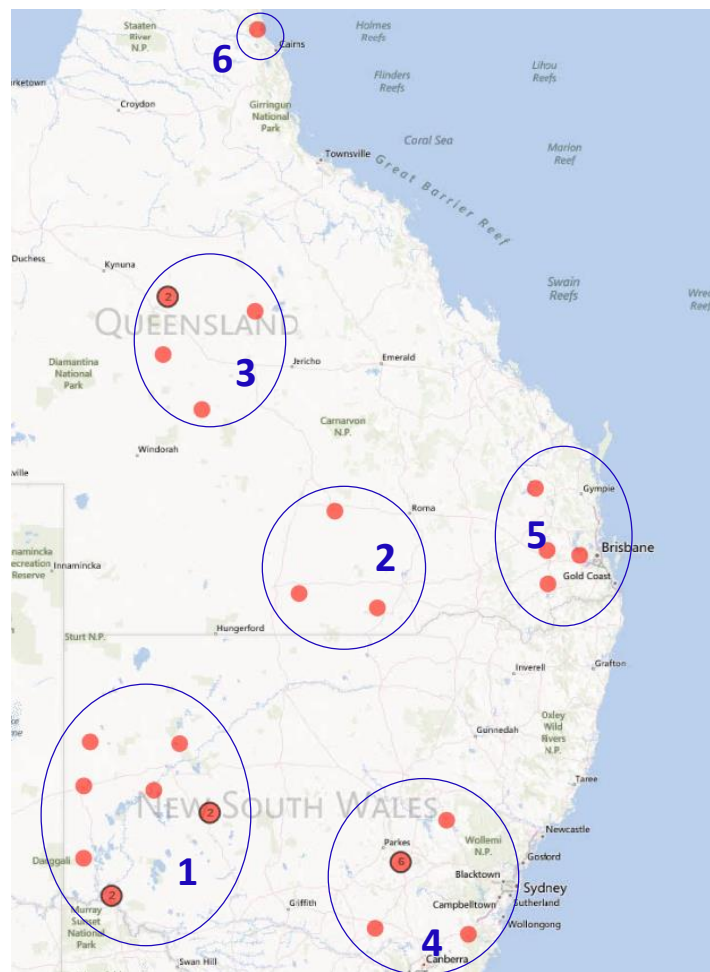 Staaten
River
N.P.
Holmes
Reefs
6
Cairns
Lihou
Reefs
Flinders
Reefs
rketown
Croydon
Girringun
National
Park
Coral Sea
Marion
Reef
Townsville
Great Barrier Reef
Duchess
Kynuna
Swain
Reefs
2
QUEENSLAND
Diamantina
National
Park
3
Jericho
Emerald
Carnarvon
N.P.
Windorah
ville
Roma
Gympie
5
2
Brisbane
Innamincka
ecreation
Reserve
Innamincka
Gold Coast
Hungerford
Sturt N.P.
Inverell
Grafton
Oxley
Wild
Rivers
N.P.
Gunnedah
Taree
NEW SOUTH WALES
2
Newcastle
Parkes
Wollemi
N.P.
Danggali
6
Gosford
1
Blacktown
Sydney
2
Campbelltown
Sutherland
Murray
Sunset
National
Park
Griffith
Wollongong
4
Swan Hill
Canberra